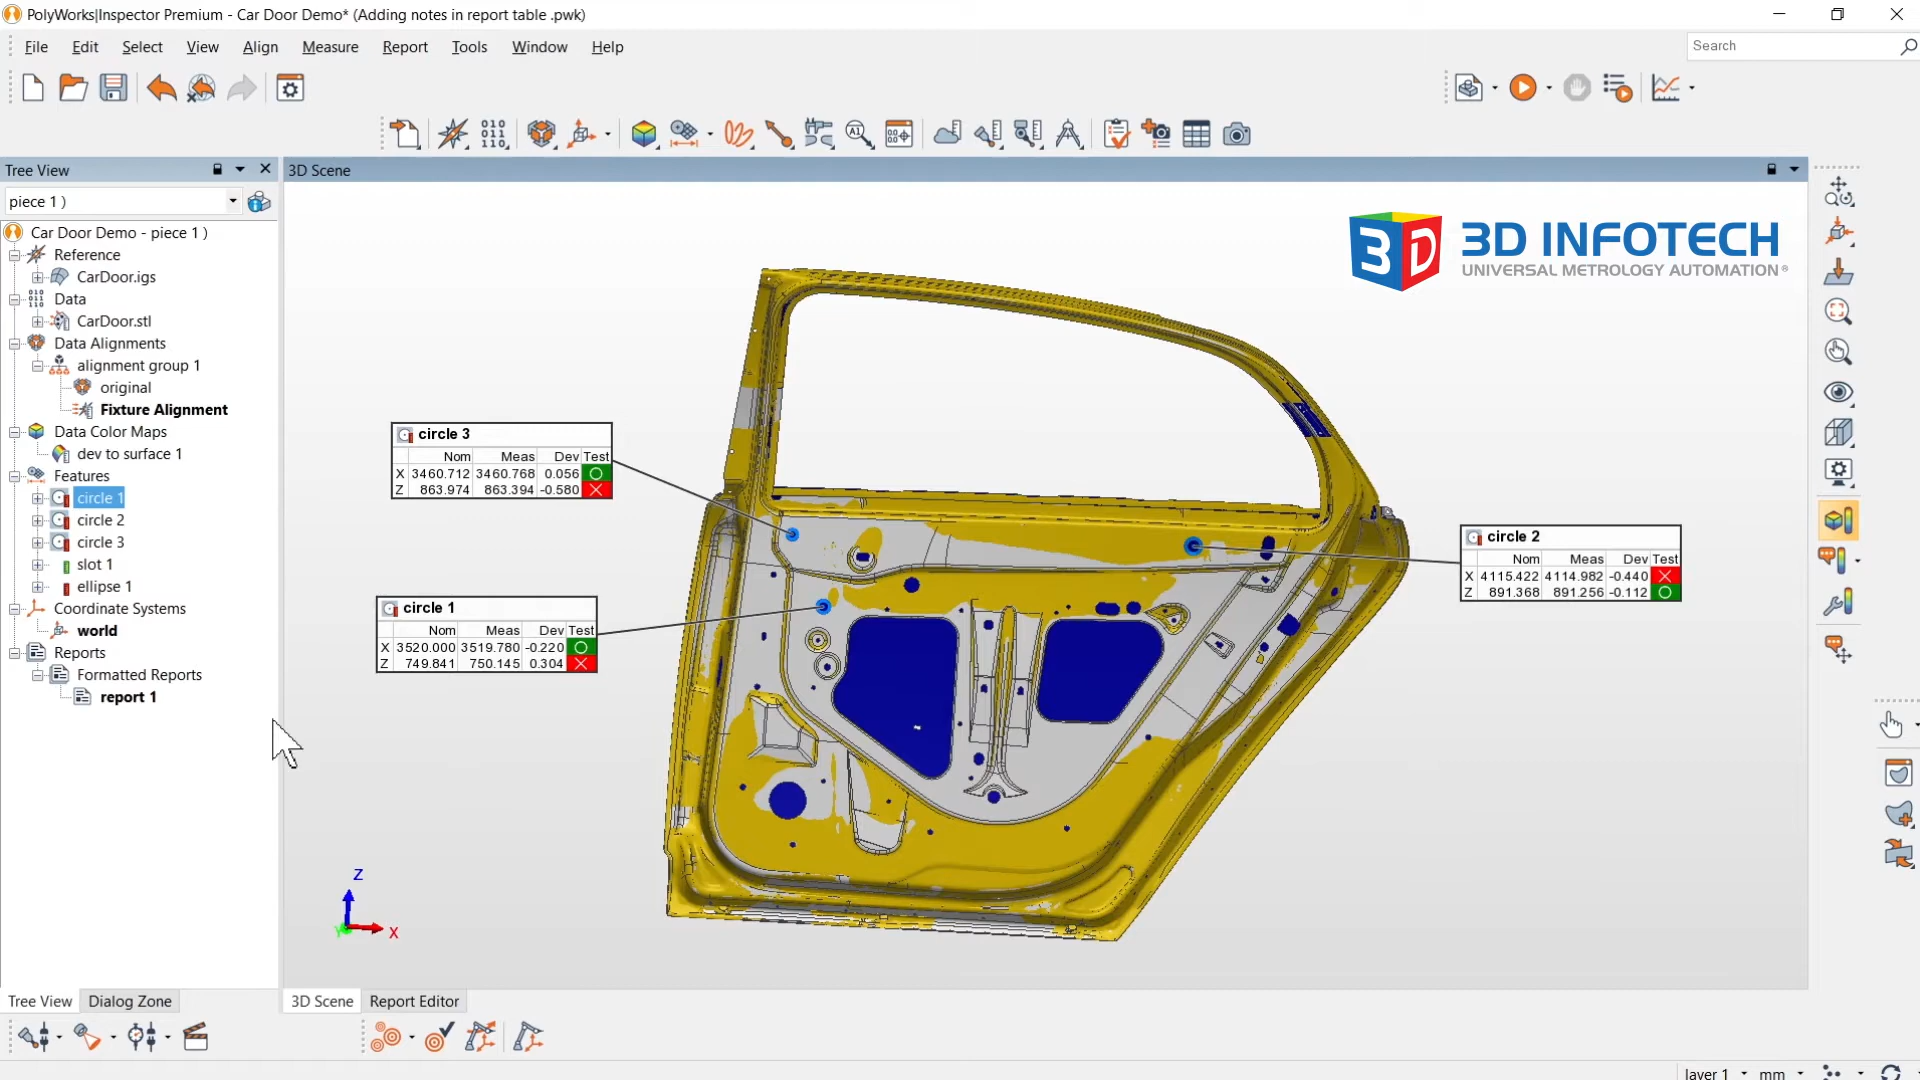 PolyWorks|Inspector Premium - Car Door Demo* (Adding notes in report table .pwk)
File Edit Select View Align Measure Report Tools Window Help
Search
Tree View
3D Scene
piece 1 )
Car Door Demo - piece 1 )
Reference
CarDoor.igs
Data
CarDoor.stl
Data Alignments
alignment group 1
original
Fixture Alignment
Data Color Maps
dev to surface 1
Features
circle 1
circle 2
circle 3
slot 1
ellipse 1
Coordinate Systems
world
Reports
Formatted Reports
report 1
3D
3D INFOTECH
UNIVERSAL METROLOGY AUTOMATION®
circle 3
Nom Meas Dev Test
X 3460.712 3460.768 0.056
Z 863.974 863.394 -0.580
circle 2
Nom Meas Dev Test
X 4115.422 4114.982 -0.440
Z 891.368 891.256 -0.112
circle 1
Nom Meas Dev Test
X 3520.000 3519.780 -0.220
Z 749.841 750.145 0.304
Z
Y
X
Tree View Dialog Zone
3D Scene Report Editor
layer 1 mm